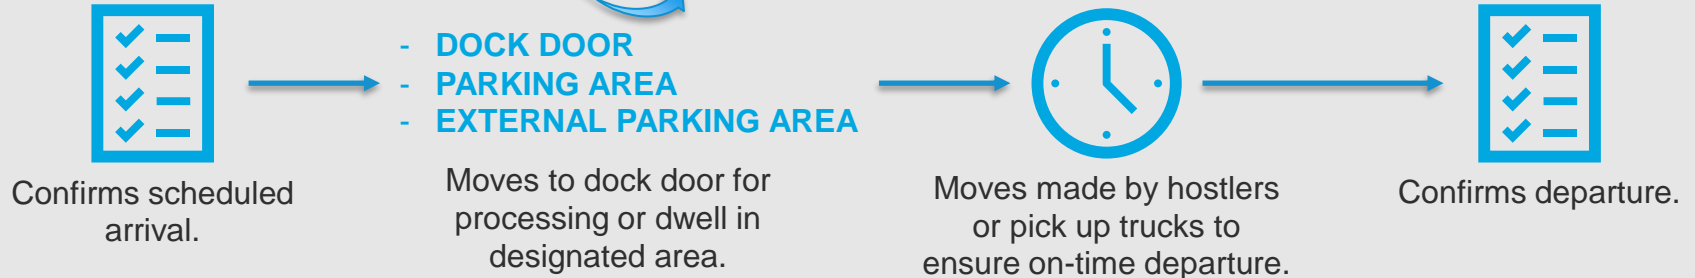 - DOCK DOOR
- PARKING AREA
- EXTERNAL PARKING AREA
Confirms scheduled
arrival.
Moves to dock door for
processing or dwell in
designated area.
Moves made by hostlers
or pick up trucks to
ensure on-time departure.
Confirms departure.